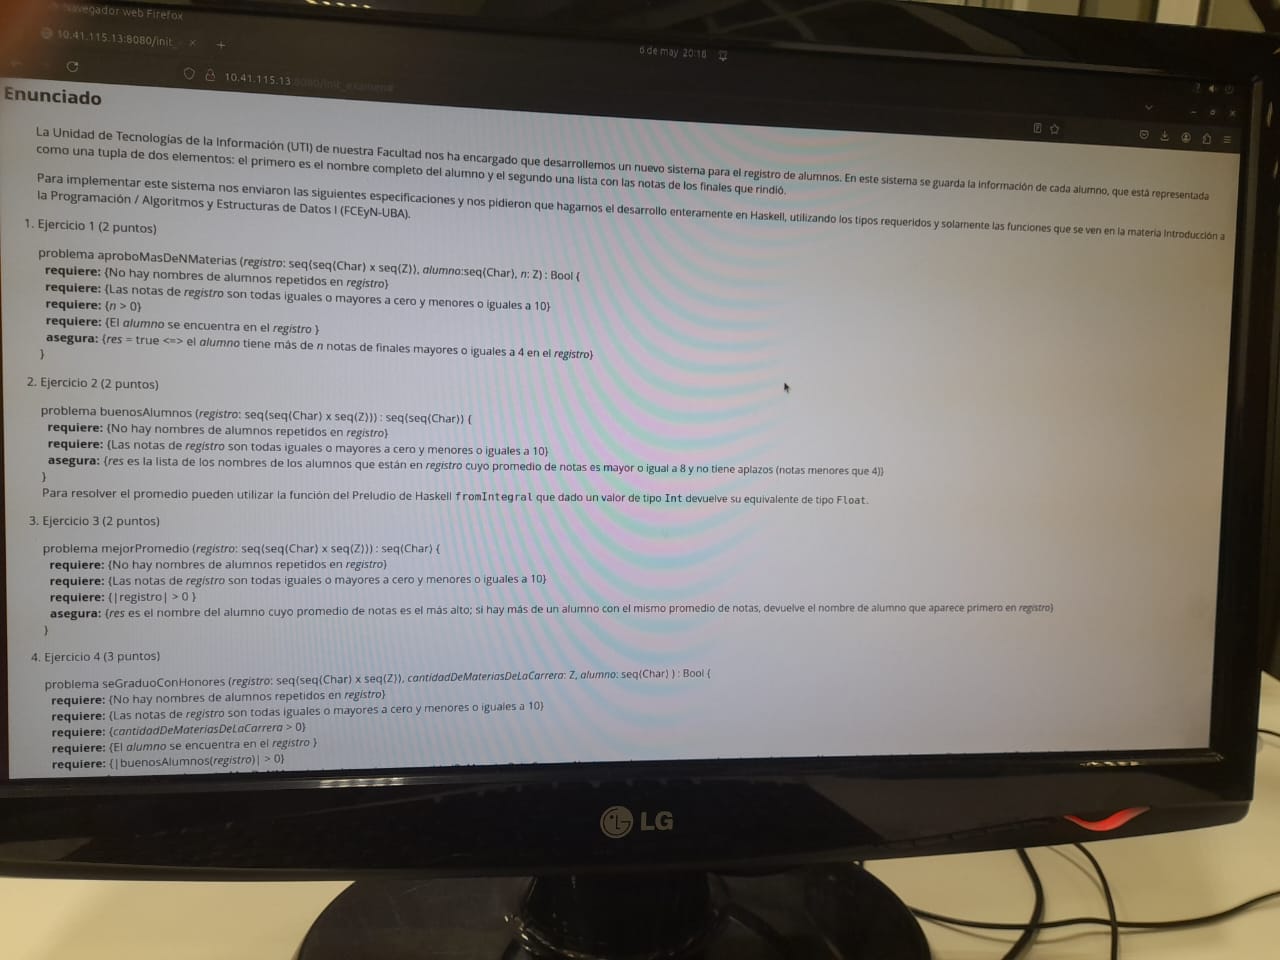 Navegador web Firefox
10.41.115.13:8080/init_
6 de may 20:16
10.41.115.13:8080/init_examen#
Enunciado
La Unidad de Tecnologías de la Información (UTI) de nuestra Facultad nos ha encargado que desarrollemos un nuevo sistema para el registro de alumnos. En este sistema se guarda la información de cada alumno, que está representada
como una tupla de dos elementos: el primero es el nombre completo del alumno y el segundo una lista con las notas de los finales que rindió.
Para implementar este sistema nos enviaron las siguientes especificaciones y nos pidieron que hagamos el desarrollo enteramente en Haskell, utilizando los tipos requeridos y solamente las funciones que se ven en la materia Introducción a
la Programación / Algoritmos y Estructuras de Datos I (FCEyN-UBA).
1. Ejercicio 1 (2 puntos)
problema aproboMasDeNMaterias (registro: seq(seq(Char) x seq(Z)), alumno:seq(Char), n: Z) : Bool {
requiere: {No hay nombres de alumnos repetidos en registro}
requiere: {Las notas de registro son todas iguales o mayores a cero y menores o iguales a 10}
requiere: {n > 0}
requiere: {El alumno se encuentra en el registro }
asegura: {res = true <=> el alumno tiene más de n notas de finales mayores o iguales a 4 en el registro}
}
2. Ejercicio 2 (2 puntos)
problema buenosAlumnos (registro: seq(seq(Char) x seq(Z))) : seq(seq(Char)) {
requiere: {No hay nombres de alumnos repetidos en registro}
requiere: {Las notas de registro son todas iguales o mayores a cero y menores o iguales a 10}
asegura: {res es la lista de los nombres de los alumnos que están en registro cuyo promedio de notas es mayor o igual a 8 y no tiene aplazos (notas menores que 4)}
}
Para resolver el promedio pueden utilizar la función del Preludio de Haskell fromIntegral que dado un valor de tipo Int devuelve su equivalente de tipo Float.
3. Ejercicio 3 (2 puntos)
problema mejorPromedio (registro: seq(seq(Char) x seq(Z))) : seq(Char) {
requiere: {No hay nombres de alumnos repetidos en registro}
requiere: {Las notas de registro son todas iguales o mayores a cero y menores o iguales a 10}
requiere: {|registro| > 0 }
asegura: {res es el nombre del alumno cuyo promedio de notas es el más alto; si hay más de un alumno con el mismo promedio de notas, devuelve el nombre de alumno que aparece primero en registro}
}
4. Ejercicio 4 (3 puntos)
problema seGraduoConHonores (registro: seq(seq(Char) x seq(Z)), cantidadDeMateriasDeLaCarrera: Z, alumno: seq(Char) ) : Bool {
requiere: {No hay nombres de alumnos repetidos en registro}
requiere: {Las notas de registro son todas iguales o mayores a cero y menores o iguales a 10}
requiere: {cantidadDeMateriasDeLaCarrera > 0}
requiere: {El alumno se encuentra en el registro }
requiere: {|buenosAlumnos(registro)| > 0}
LG